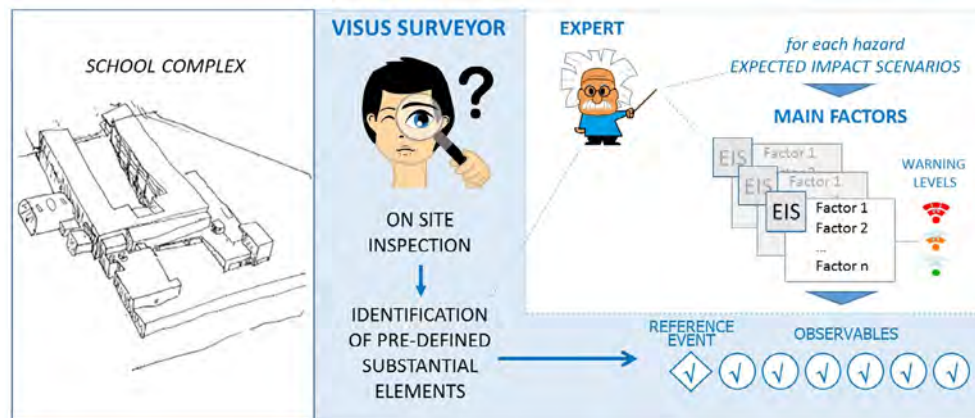 SCHOOL COMPLEX
VISUS SURVEYOR
?
ON SITE
INSPECTION
IDENTIFICATION
OF PRE-DEFINED
SUBSTANTIAL
ELEMENTS
EXPERT
for each hazard
EXPECTED IMPACT SCENARIOS
MAIN FACTORS
EIS Factor 1
EIS Factor 1
EIS Factor 1
Factor 2
...
Factor n
WARNING
LEVELS
REFERENCE
EVENT
OBSERVABLES
√ √ √ √ √ √ √